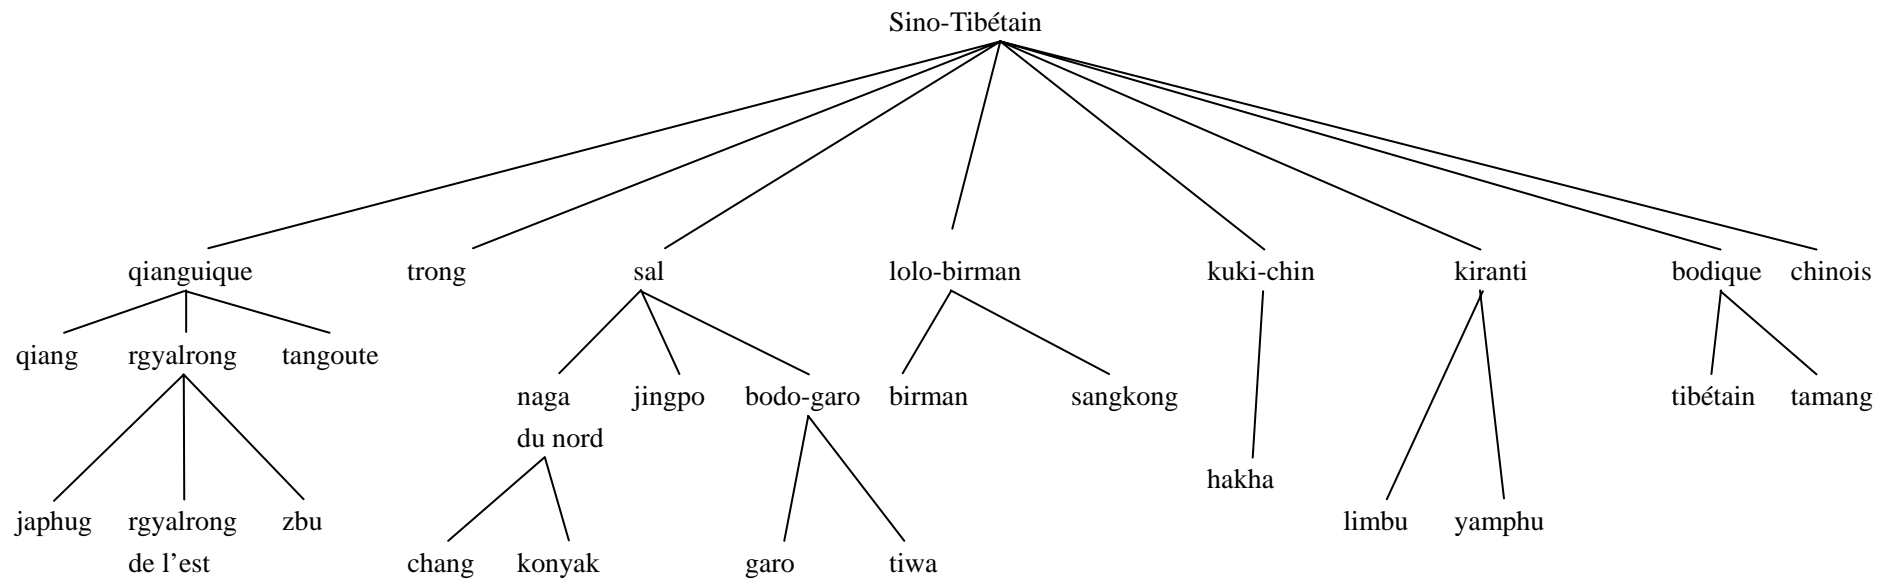 Sino-Tibétain
qianguique trong sal lolo-birman kuki-chin kiranti bodique chinois
qiang rgyalrong tangoute
naga jingpo bodo-garo birman sangkong tibétain tamang
du nord
hakha
japhug rgyalrong zbu limbu yamphu
de l’est chang konyak garo tiwa